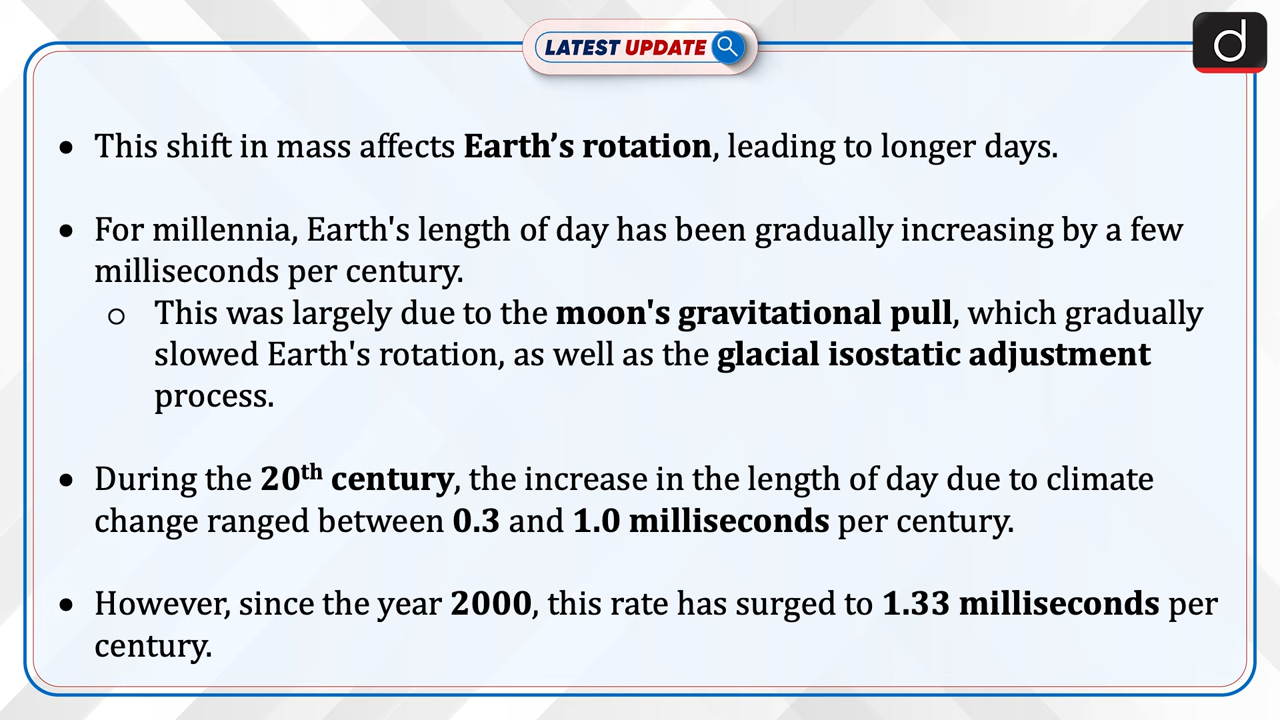 LATEST UPDATE
d
• This shift in mass affects Earth’s rotation, leading to longer days.
• For millennia, Earth's length of day has been gradually increasing by a few
milliseconds per century.
o This was largely due to the moon's gravitational pull, which gradually
slowed Earth's rotation, as well as the glacial isostatic adjustment
process.
• During the 20th century, the increase in the length of day due to climate
change ranged between 0.3 and 1.0 milliseconds per century.
• However, since the year 2000, this rate has surged to 1.33 milliseconds per
century.